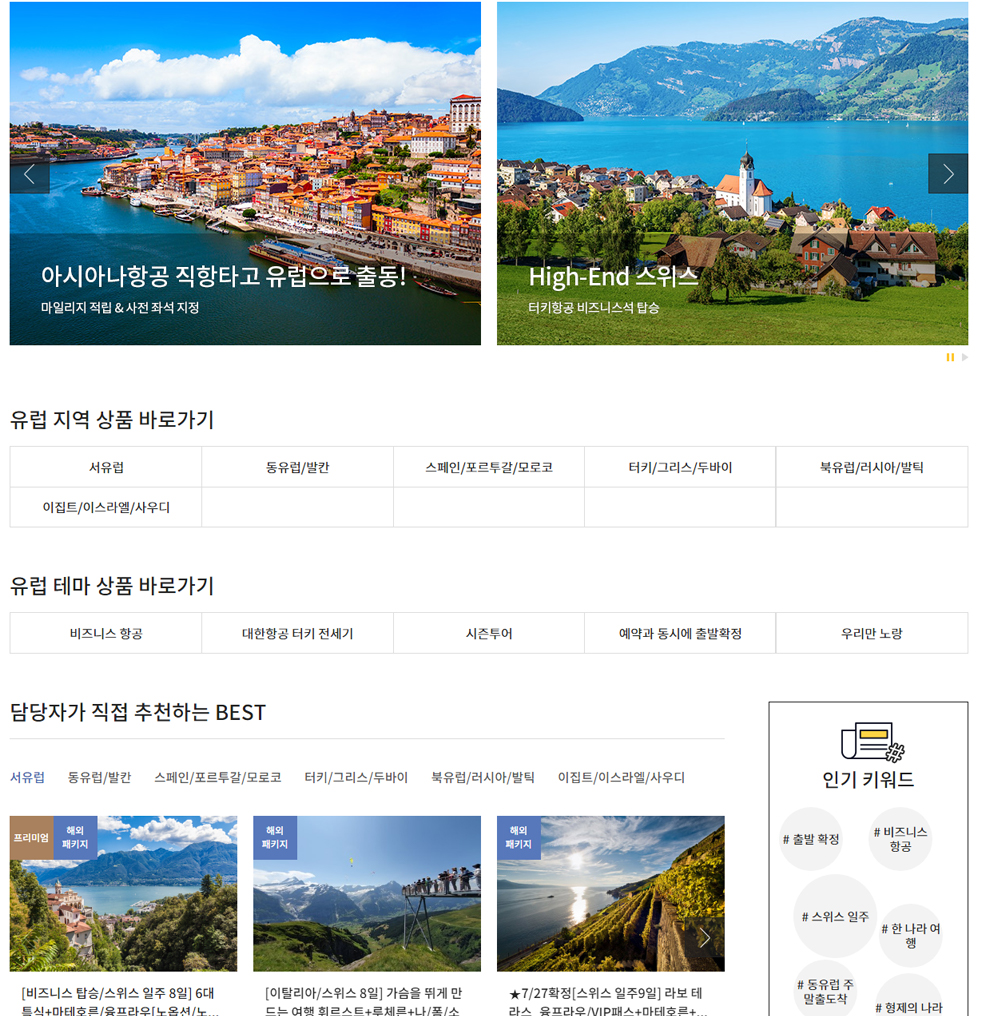 아시아나항공 직항타고 유럽으로 출동!
마일리지 적립 & 사전 좌석 지정
High-End 스위스
터키항공 비즈니스석 탑승
유럽 지역 상품 바로가기
서유럽
동유럽/발칸
스페인/포르투갈/모로코
터키/그리스/두바이
북유럽/러시아/발틱
이집트/이스라엘/사우디
유럽 테마 상품 바로가기
비즈니스 항공
대한항공 터키 전세기
시즌투어
예약과 동시에 출발확정
우리만 노랑
담당자가 직접 추천하는 BEST
서유럽
동유럽/발칸
스페인/포르투갈/모로코
터키/그리스/두바이
북유럽/러시아/발틱
이집트/이스라엘/사우디
프리미엄
해외
패키지
해외
패키지
해외
패키지
[비즈니스 탑승/스위스 일주 8일] 6대
특식+마테호른/융프라우[노옵션/노...
[이탈리아/스위스 8일] 가슴을 뛰게 만
드는 여행 휘르스트+루체른+나/폼/소
★7/27확정[스위스 일주9일] 라보 테
라스, 융프라우/VIP패스+마테호른+...
#
인기 키워드
# 출발 확정
# 비즈니스
항공
# 스위스 일주
# 한 나라 여
행
# 동유럽 주
말출도착
# 형제의 나라